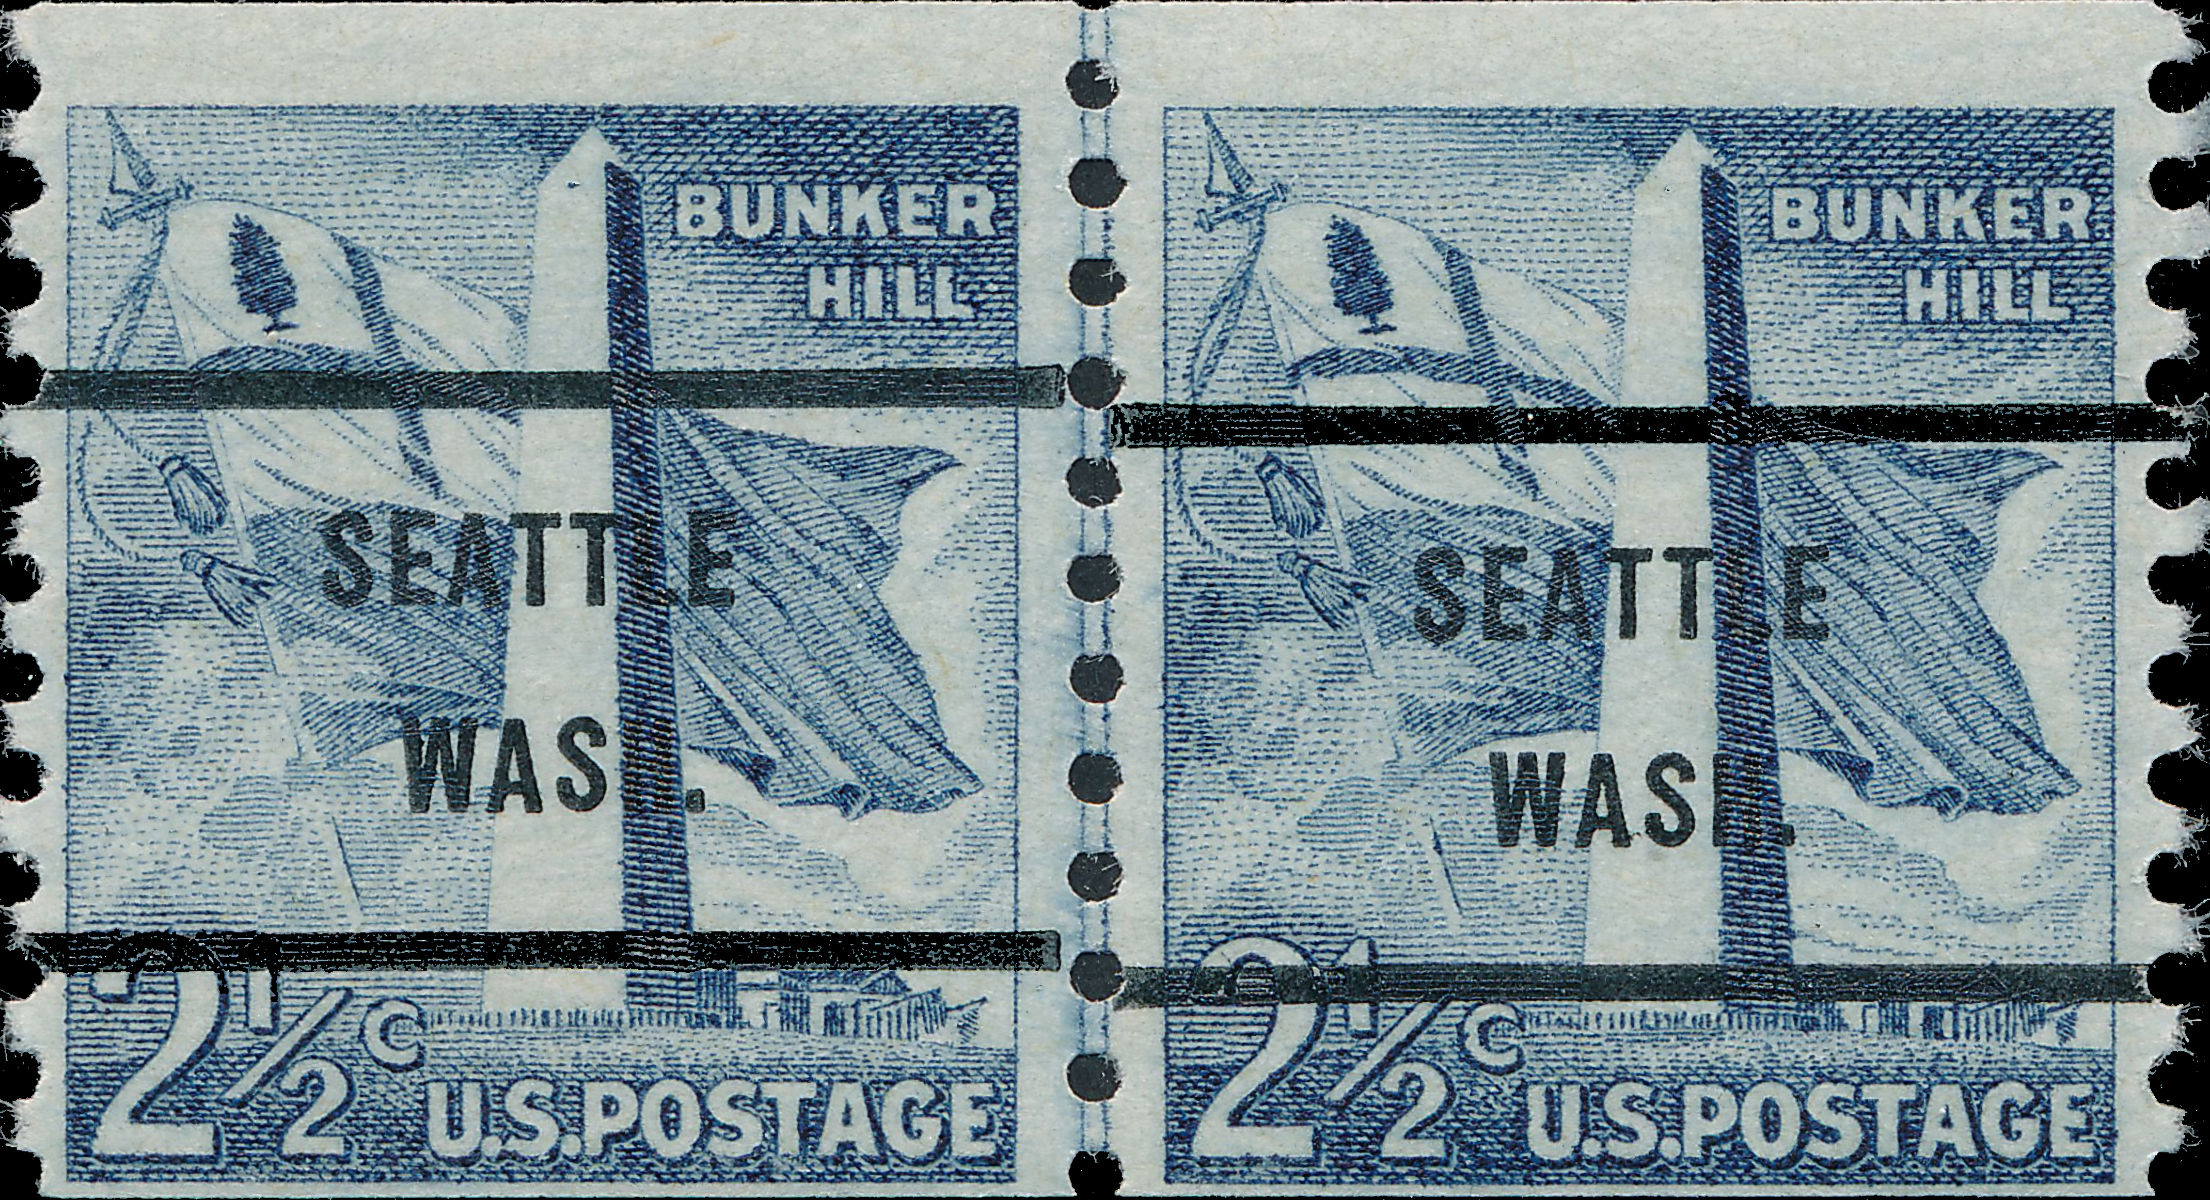 BUNKER
HILL
SEATTLE
WASH.
2½c U.S.POSTAGE
BUNKER
HILL
SEATTLE
WASH.
2½c U.S.POSTAGE